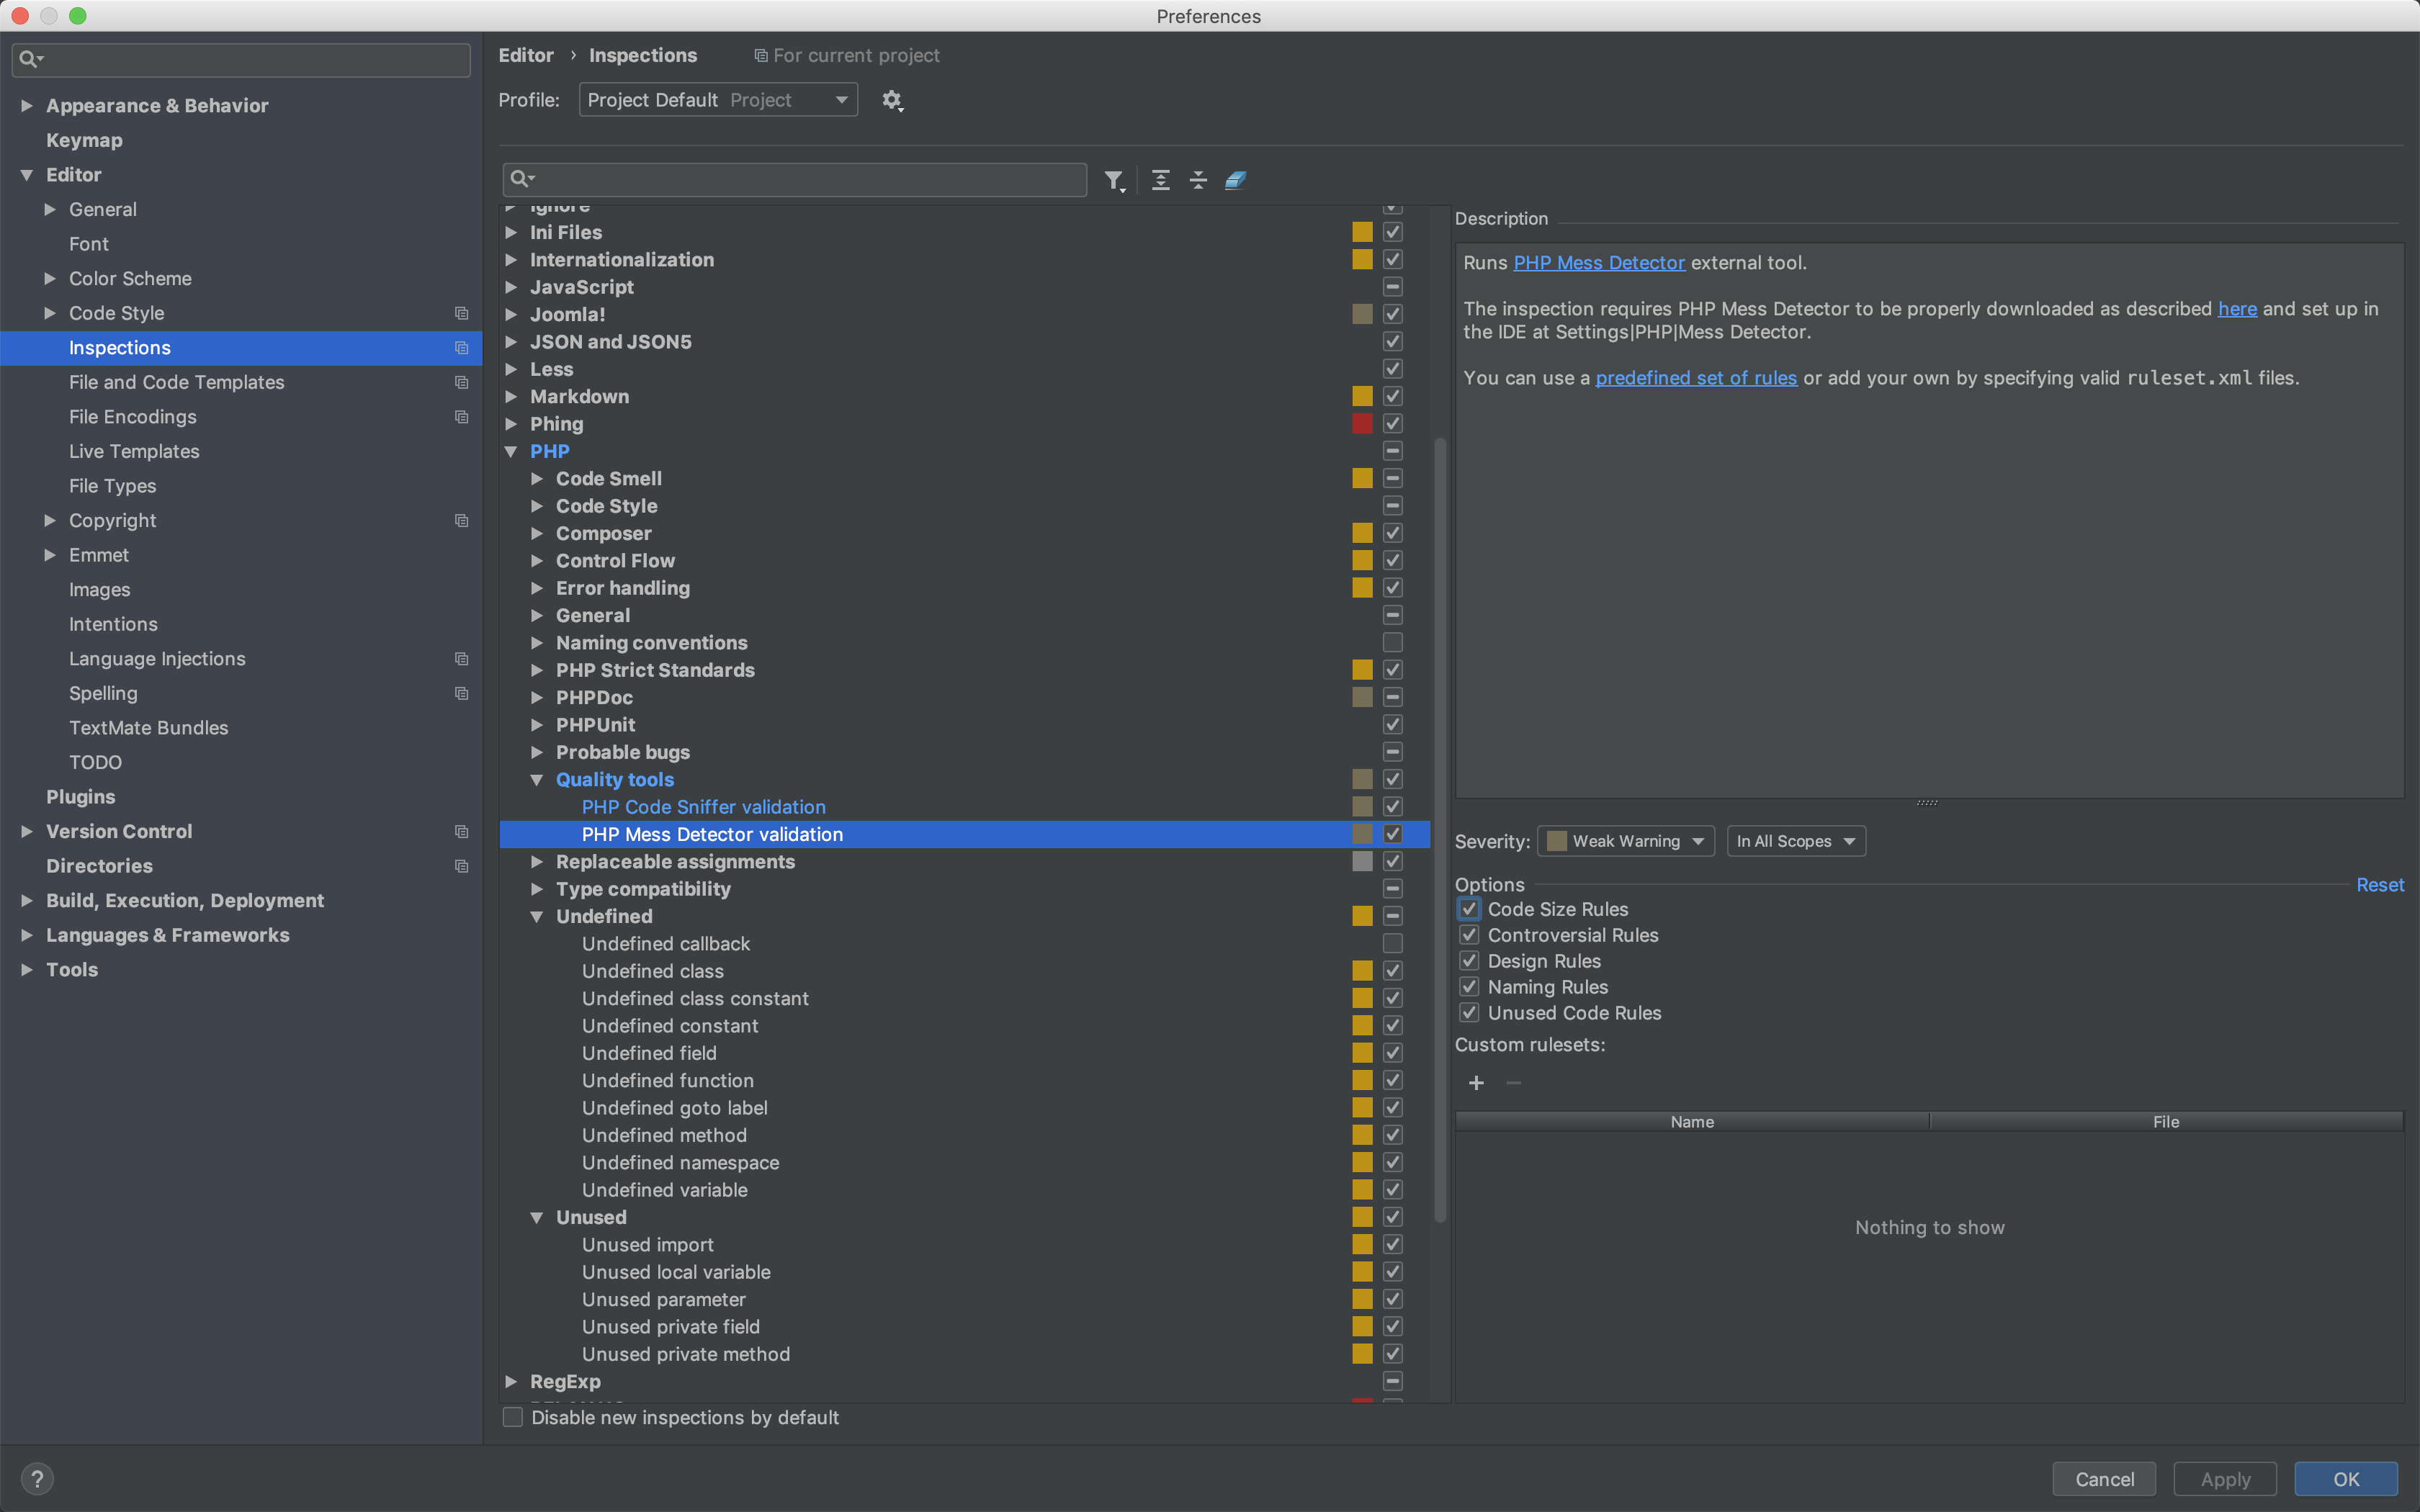 Preferences
Appearance & Behavior
Keymap
Editor
General
Font
Color Scheme
Code Style
Inspections
File and Code Templates
File Encodings
Live Templates
File Types
Copyright
Emmet
Images
Intentions
Language Injections
Spelling
TextMate Bundles
TODO
Plugins
Version Control
Directories
Build, Execution, Deployment
Languages & Frameworks
Tools
Editor › Inspections For current project
Profile: Project Default Project
Ignore
Ini Files
Internationalization
JavaScript
Joomla!
JSON and JSON5
Less
Markdown
Phing
PHP
Code Smell
Code Style
Composer
Control Flow
Error handling
General
Naming conventions
PHP Strict Standards
PHPDoc
PHPUnit
Probable bugs
Quality tools
PHP Code Sniffer validation
PHP Mess Detector validation
Replaceable assignments
Type compatibility
Undefined
Undefined callback
Undefined class
Undefined class constant
Undefined constant
Undefined field
Undefined function
Undefined goto label
Undefined method
Undefined namespace
Undefined variable
Unused
Unused import
Unused local variable
Unused parameter
Unused private field
Unused private method
RegExp
Disable new inspections by default
Description
Runs PHP Mess Detector external tool.
The inspection requires PHP Mess Detector to be properly downloaded as described here and set up in
the IDE at Settings|PHP|Mess Detector.
You can use a predefined set of rules or add your own by specifying valid ruleset.xml files.
Severity: Weak Warning In All Scopes
Options Reset
Code Size Rules
Controversial Rules
Design Rules
Naming Rules
Unused Code Rules
Custom rulesets:
Name File
Nothing to show
? Cancel Apply OK